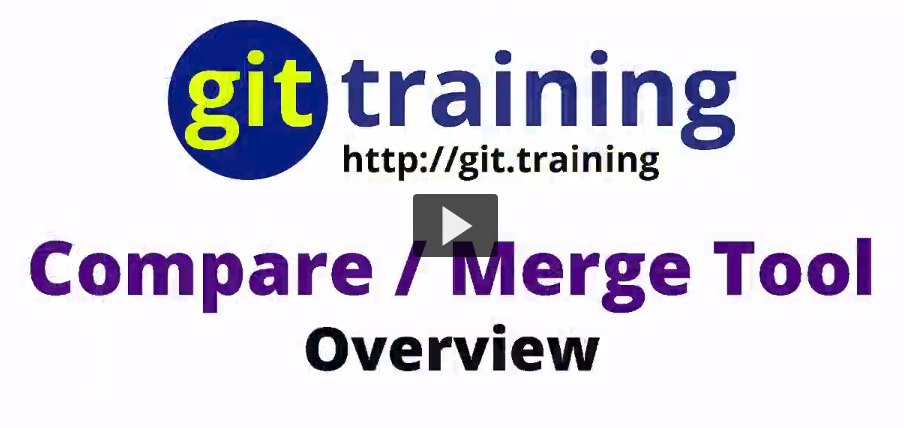 git training
http://git.training
Compare / Merge Tool
Overview